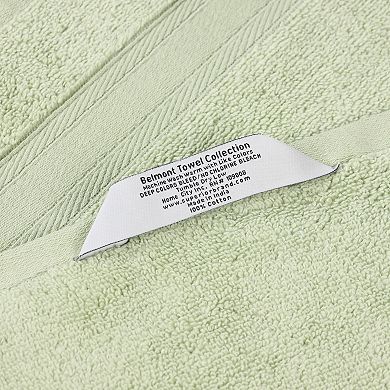 Belmont Towel Collection
Machine Wash Warm with Like Colors
DEEP COLORS BLEED/NO CHLORINE BLEACH
Tumble Dry Low
Home City Inc. RN# 109808
www.superiorbrand.com
Made in India
100% Cotton